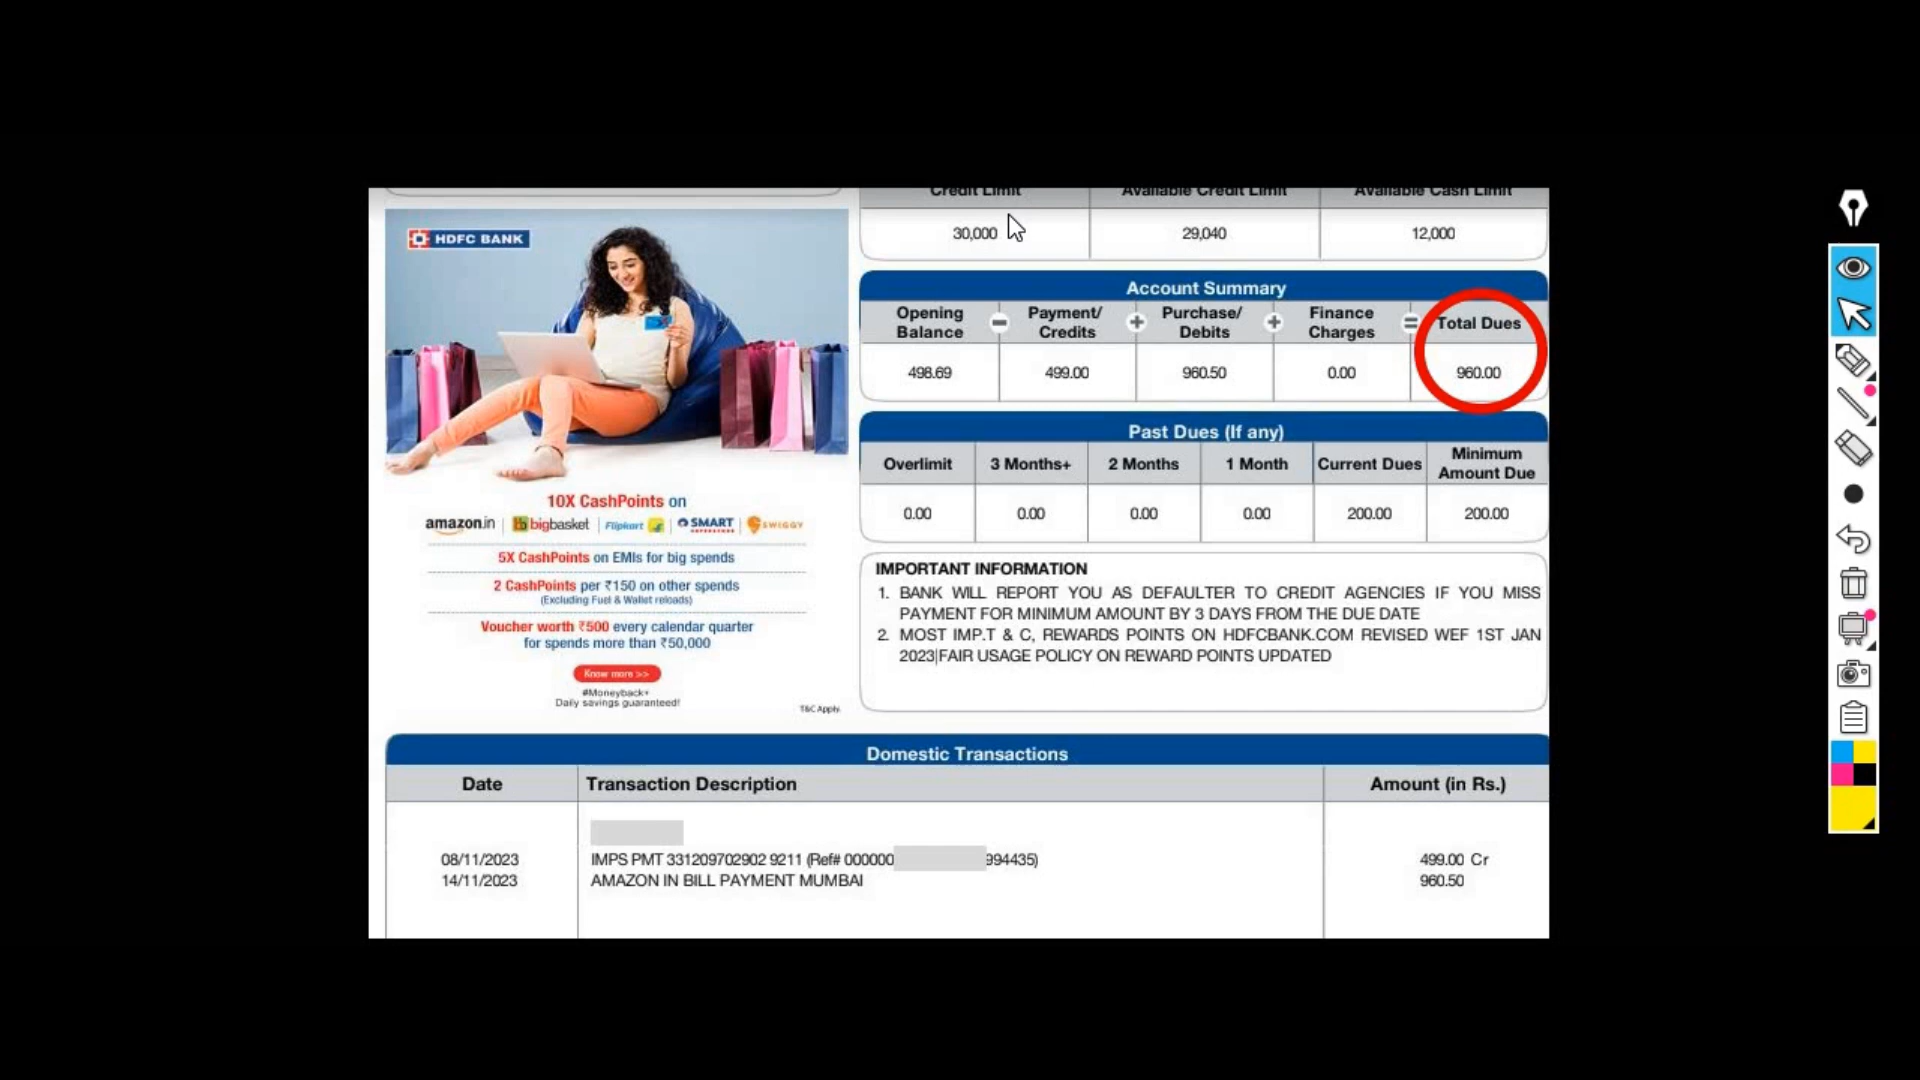 Credit Limit Available Credit Limit Available Cash Limit
30,000 29,040 12,000
HDFC BANK
Account Summary
Opening Balance − Payment/ Credits + Purchase/ Debits + Finance Charges = Total Dues
498.69 499.00 960.50 0.00 960.00
Past Dues (If any)
Overlimit 3 Months+ 2 Months 1 Month Current Dues Minimum Amount Due
0.00 0.00 0.00 0.00 200.00 200.00
10X CashPoints on
amazon.in bb bigbasket Flipkart SMART SUPERSTORE SWIGGY
5X CashPoints on EMIs for big spends
2 CashPoints per ₹150 on other spends
(Excluding Fuel & Wallet reloads)
Voucher worth ₹500 every calendar quarter
for spends more than ₹50,000
Know more >>
#Moneyback+
Daily savings guaranteed!
T&C Apply.
IMPORTANT INFORMATION
1. BANK WILL REPORT YOU AS DEFAULTER TO CREDIT AGENCIES IF YOU MISS
PAYMENT FOR MINIMUM AMOUNT BY 3 DAYS FROM THE DUE DATE
2. MOST IMP.T & C, REWARDS POINTS ON HDFCBANK.COM REVISED WEF 1ST JAN
2023|FAIR USAGE POLICY ON REWARD POINTS UPDATED
Domestic Transactions
Date Transaction Description Amount (in Rs.)
08/11/2023 IMPS PMT 331209702902 9211 (Ref# 000000 994435) 499.00 Cr
14/11/2023 AMAZON IN BILL PAYMENT MUMBAI 960.50